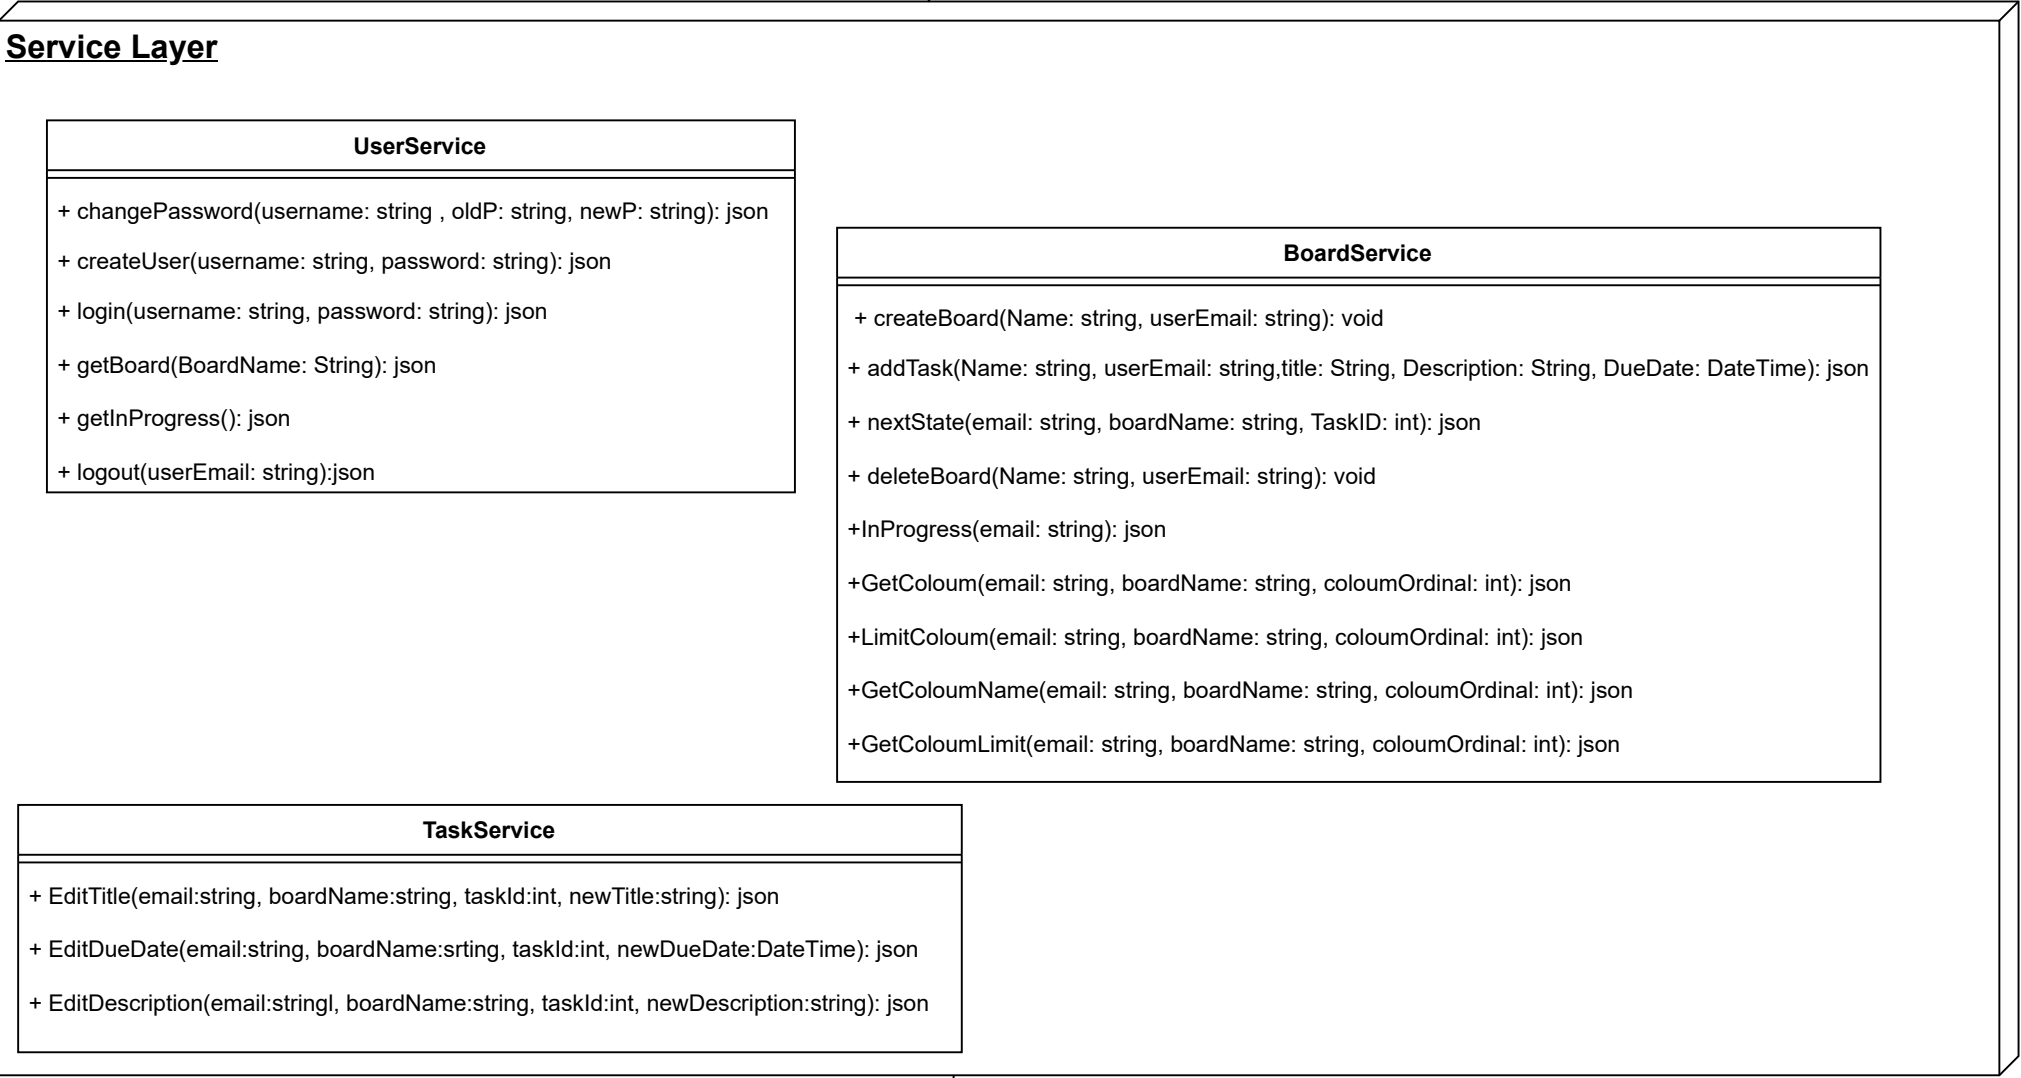 Service Layer
UserService
+ changePassword(username: string , oldP: string, newP: string): json
+ createUser(username: string, password: string): json
+ login(username: string, password: string): json
+ getBoard(BoardName: String): json
+ getInProgress(): json
+ logout(userEmail: string):json
BoardService
+ createBoard(Name: string, userEmail: string): void
+ addTask(Name: string, userEmail: string,title: String, Description: String, DueDate: DateTime): json
+ nextState(email: string, boardName: string, TaskID: int): json
+ deleteBoard(Name: string, userEmail: string): void
+InProgress(email: string): json
+GetColoum(email: string, boardName: string, coloumOrdinal: int): json
+LimitColoum(email: string, boardName: string, coloumOrdinal: int): json
+GetColoumName(email: string, boardName: string, coloumOrdinal: int): json
+GetColoumLimit(email: string, boardName: string, coloumOrdinal: int): json
TaskService
+ EditTitle(email:string, boardName:string, taskId:int, newTitle:string): json
+ EditDueDate(email:string, boardName:srting, taskId:int, newDueDate:DateTime): json
+ EditDescription(email:stringl, boardName:string, taskId:int, newDescription:string): json